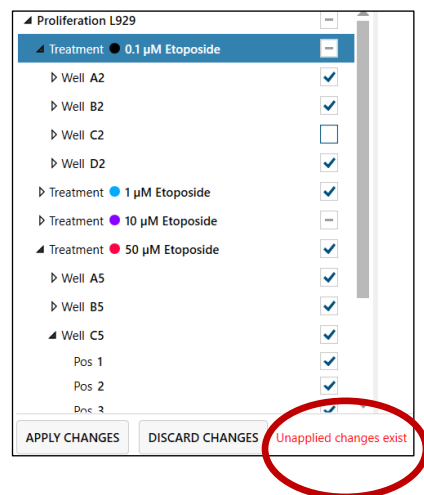 Proliferation L929
Treatment 0.1 µM Etoposide
Well A2
Well B2
Well C2
Well D2
Treatment 1 µM Etoposide
Treatment 10 µM Etoposide
Treatment 50 µM Etoposide
Well A5
Well B5
Well C5
Pos 1
Pos 2
Pos 3
APPLY CHANGES DISCARD CHANGES Unapplied changes exist